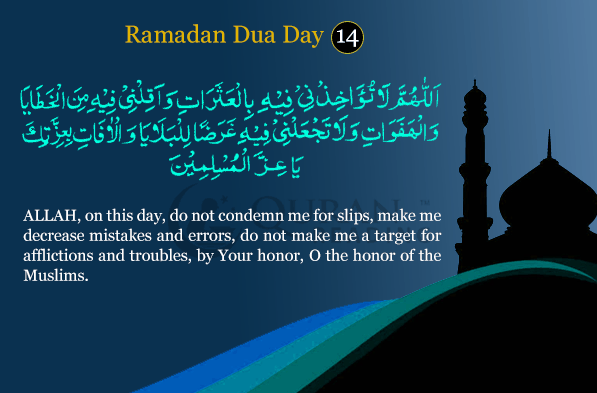 Ramadan Dua Day 14
اَللّٰهُمَّ لَا تُؤَاخِذْنِيْ فِيْهِ بِالْعَثَرَاتِ وَ اَقِلْنِيْ فِيْهِ مِنَ الْخَطَايَا
وَ الْهَفَوَاتِ وَ لَا تَجْعَلْنِيْ فِيْهِ غَرَضًا لِلْبَلَايَا وَ الْاٰفَاتِ بِعِزَّتِكَ
يَا عِزَّ الْمُسْلِمِيْنَ
ALLAH, on this day, do not condemn me for slips, make me
decrease mistakes and errors, do not make me a target for
afflictions and troubles, by Your honor, O the honor of the
Muslims.